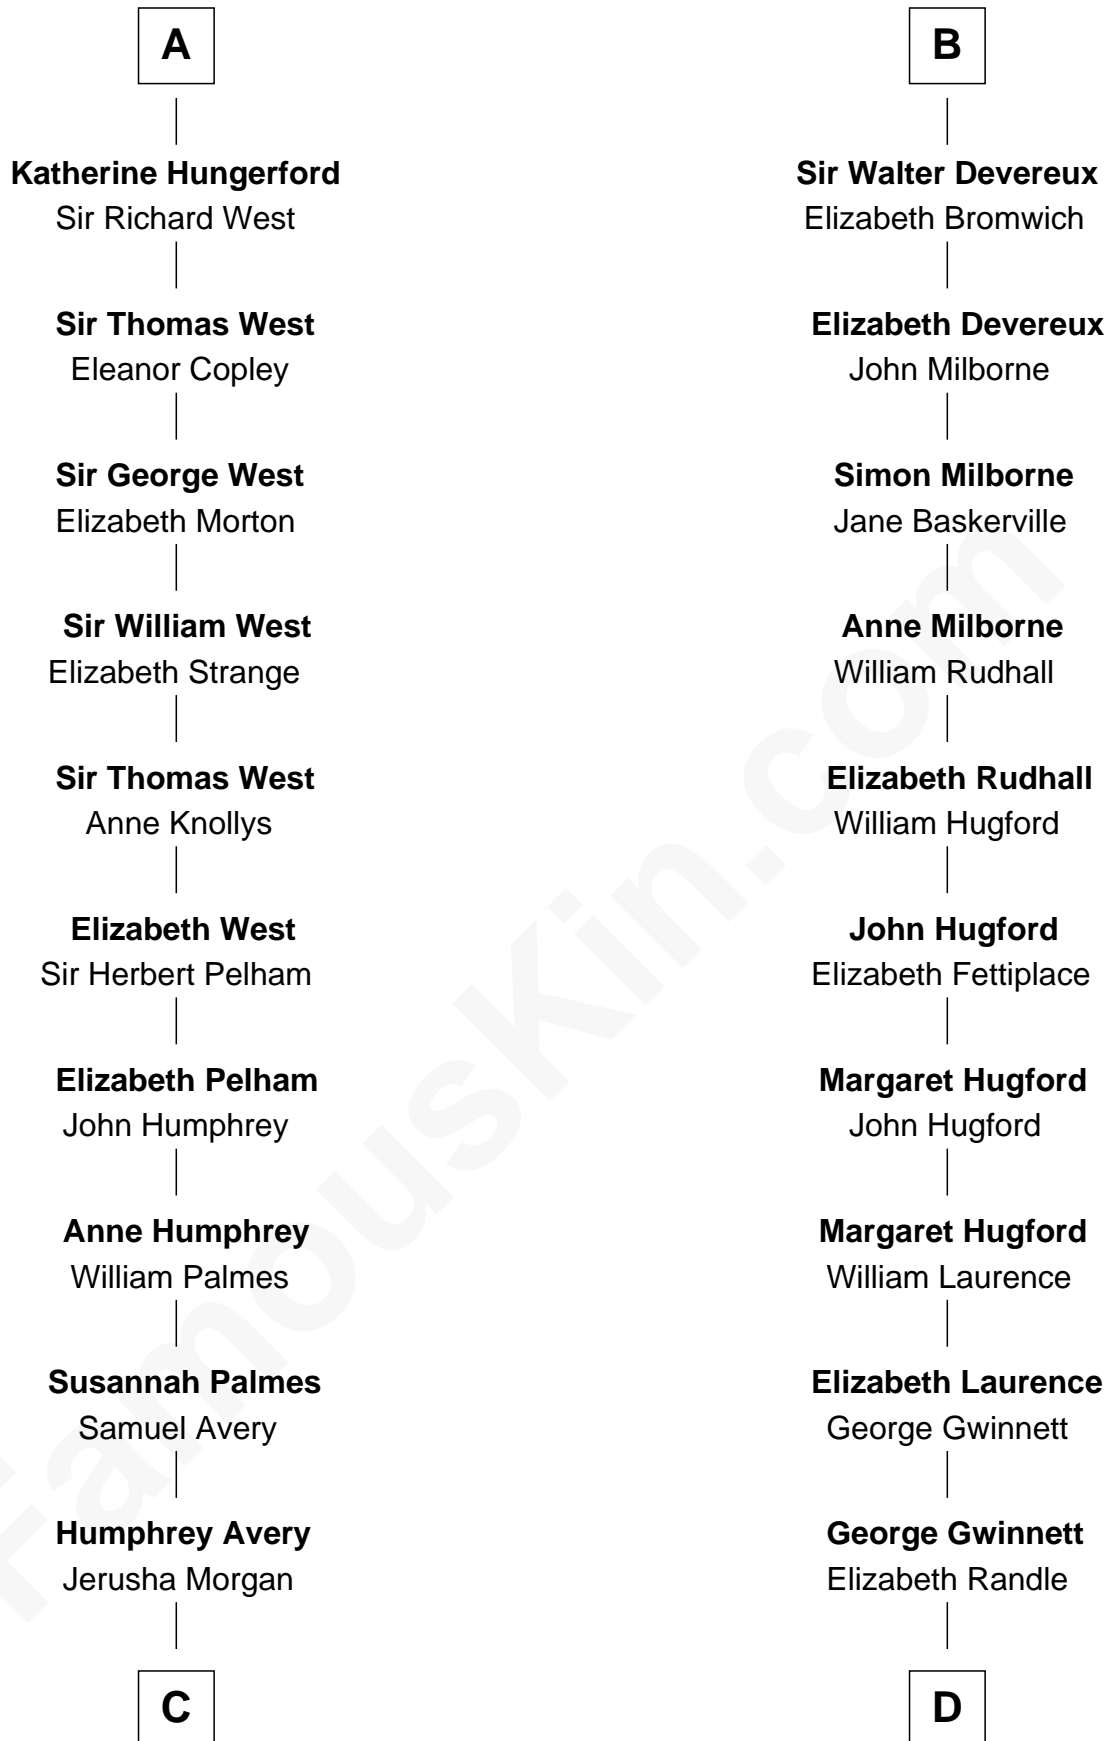 A
Katherine Hungerford
Sir Richard West
Sir Thomas West
Eleanor Copley
Sir George West
Elizabeth Morton
Sir William West
Elizabeth Strange
Sir Thomas West
Anne Knollys
Elizabeth West
Sir Herbert Pelham
Elizabeth Pelham
John Humphrey
Anne Humphrey
William Palmes
Susannah Palmes
Samuel Avery
Humphrey Avery
Jerusha Morgan
C
B
Sir Walter Devereux
Elizabeth Bromwich
Elizabeth Devereux
John Milborne
Simon Milborne
Jane Baskerville
Anne Milborne
William Rudhall
Elizabeth Rudhall
William Hugford
John Hugford
Elizabeth Fettiplace
Margaret Hugford
John Hugford
Margaret Hugford
William Laurence
Elizabeth Laurence
George Gwinnett
George Gwinnett
Elizabeth Randle
D
FamousKin.com